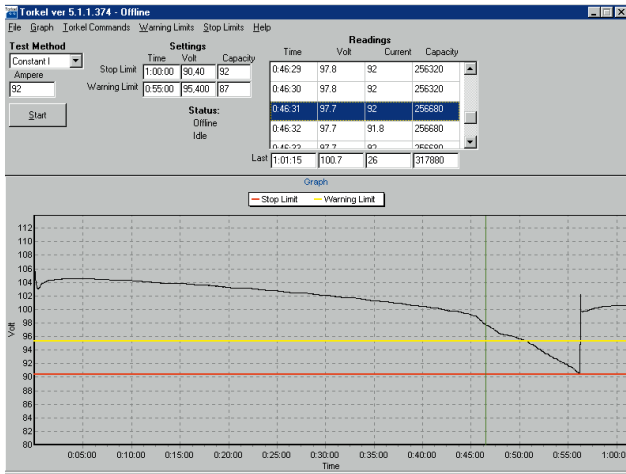 Torkel ver 5.1.1.374 - Offline
File Graph Torkel Commands Warning Limits Stop Limits Help
Test Method
Constant I
Ampere
92
Start
Settings
Time Volt Capacity
Stop Limit 1:00:00 90,40 92
Warning Limit 0:55:00 95,400 87
Status:
Offline
Idle
Readings
Time Volt Current Capacity
0:46:29 97.8 92 256320
0:46:30 97.8 92 256320
0:46:31 97.7 92 256680
0:46:32 97.7 91.8 256680
97.7 92
Last 1:01:15 100.7 26 317880
Graph
Stop Limit Warning Limit
112
110
108
106
104
102
100
98
96
94
92
90
88
86
84
82
80
Volt
0:05:00 0:10:00 0:15:00 0:20:00 0:25:00 0:30:00 0:35:00 0:40:00 0:45:00 0:50:00 0:55:00 1:00:0
Time